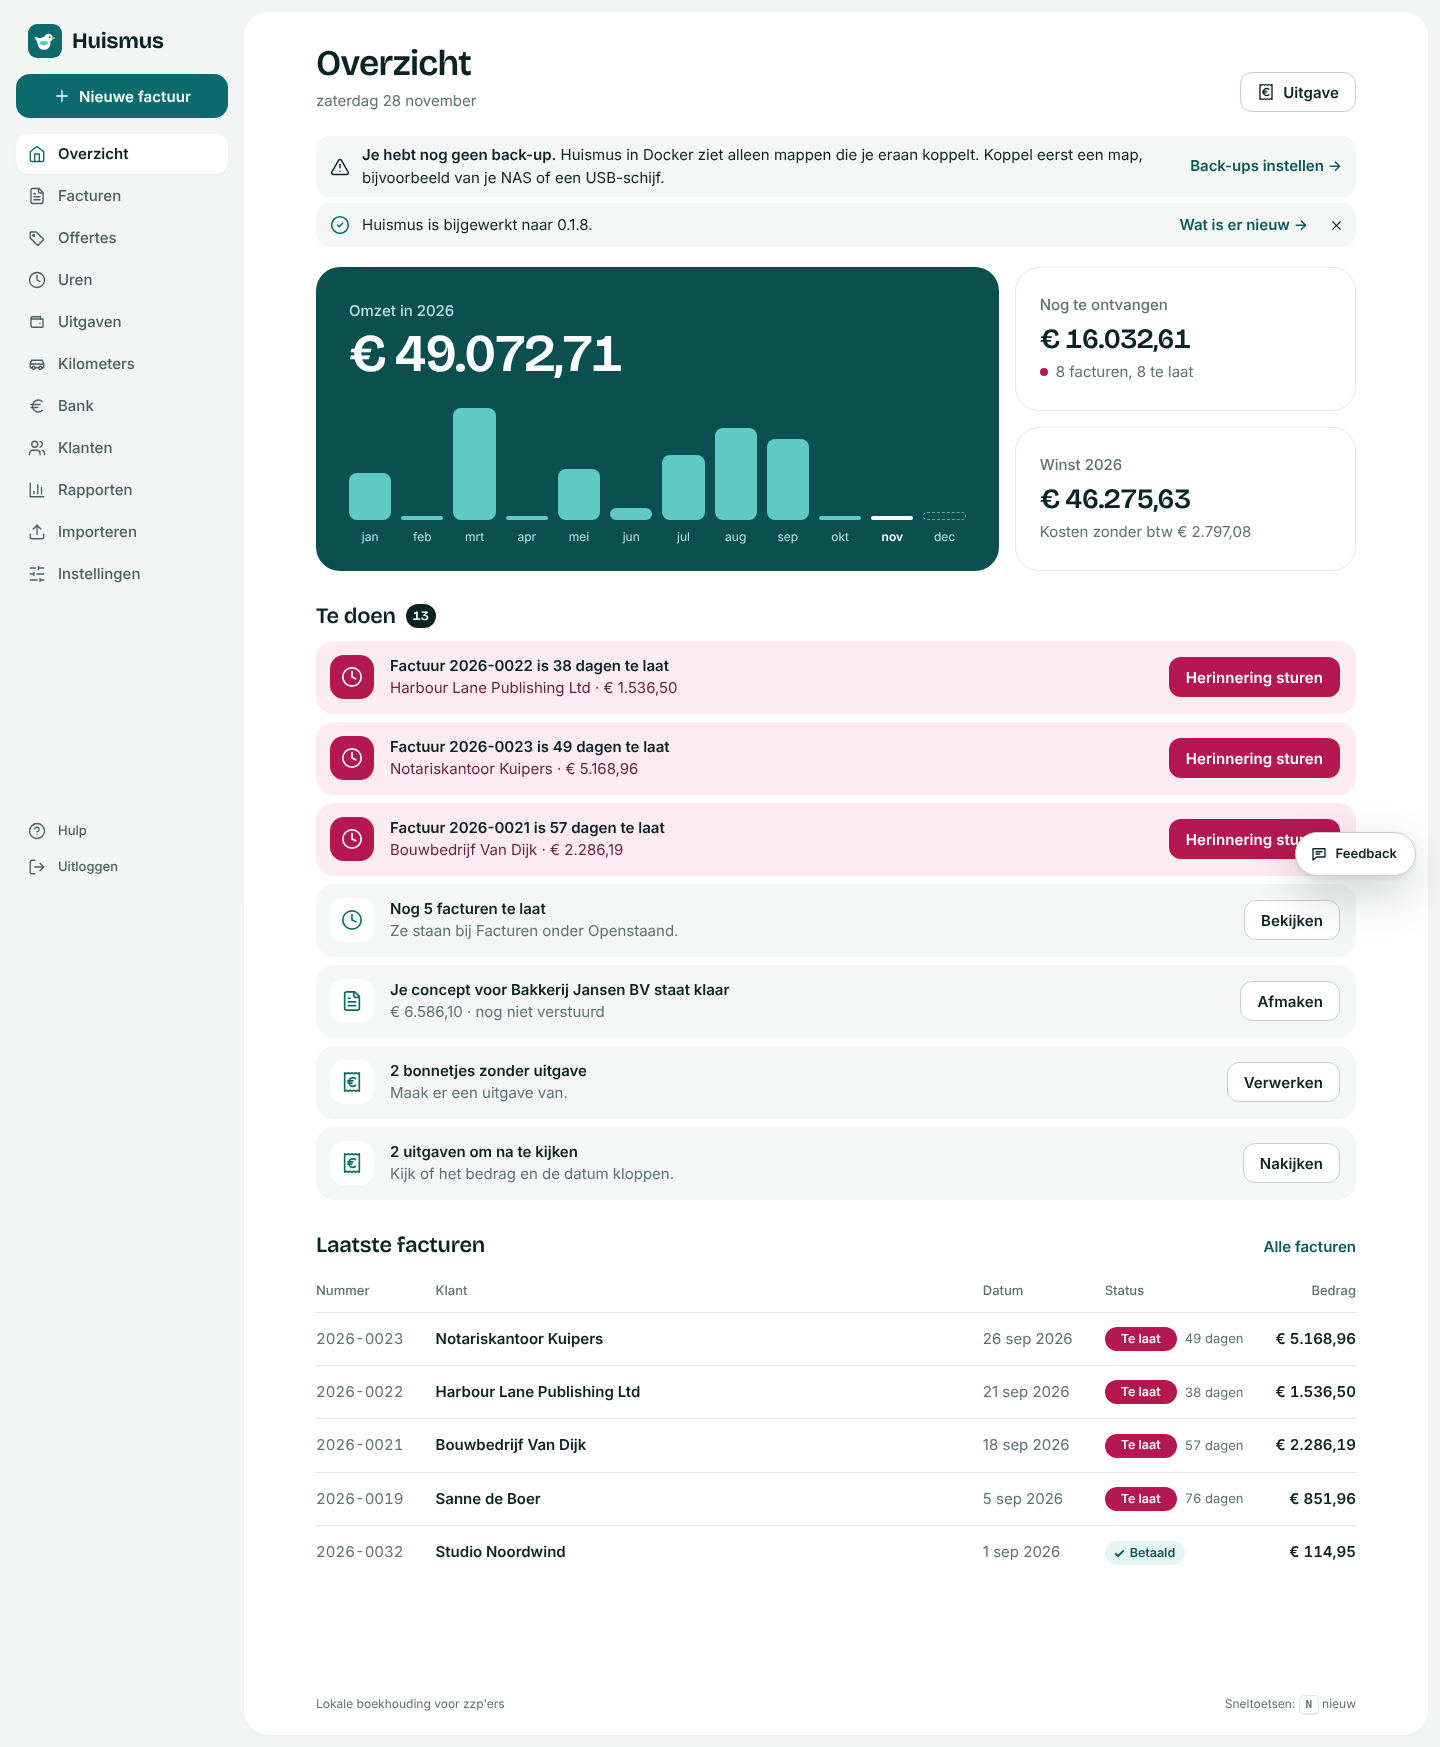 Huismus
Nieuwe factuur
Overzicht
Facturen
Offertes
Uren
Uitgaven
Kilometers
Bank
Klanten
Rapporten
Importeren
Instellingen
Hulp
Uitloggen
Overzicht
zaterdag 28 november
Uitgave
Je hebt nog geen back-up. Huismus in Docker ziet alleen mappen die je eraan koppelt. Koppel eerst een map,
bijvoorbeeld van je NAS of een USB-schijf.
Back-ups instellen →
Huismus is bijgewerkt naar 0.1.8.
Wat is er nieuw →
Omzet in 2026
€ 49.072,71
jan feb mrt apr mei jun jul aug sep okt nov dec
Nog te ontvangen
€ 16.032,61
8 facturen, 8 te laat
Winst 2026
€ 46.275,63
Kosten zonder btw € 2.797,08
Te doen 13
Factuur 2026-0022 is 38 dagen te laat
Harbour Lane Publishing Ltd · € 1.536,50
Herinnering sturen
Factuur 2026-0023 is 49 dagen te laat
Notariskantoor Kuipers · € 5.168,96
Herinnering sturen
Factuur 2026-0021 is 57 dagen te laat
Bouwbedrijf Van Dijk · € 2.286,19
Herinnering
Feedback
Nog 5 facturen te laat
Ze staan bij Facturen onder Openstaand.
Bekijken
Je concept voor Bakkerij Jansen BV staat klaar
€ 6.586,10 · nog niet verstuurd
Afmaken
2 bonnetjes zonder uitgave
Maak er een uitgave van.
Verwerken
2 uitgaven om na te kijken
Kijk of het bedrag en de datum kloppen.
Nakijken
Laatste facturen
Alle facturen
Nummer Klant Datum Status Bedrag
2026-0023 Notariskantoor Kuipers 26 sep 2026 Te laat 49 dagen € 5.168,96
2026-0022 Harbour Lane Publishing Ltd 21 sep 2026 Te laat 38 dagen € 1.536,50
2026-0021 Bouwbedrijf Van Dijk 18 sep 2026 Te laat 57 dagen € 2.286,19
2026-0019 Sanne de Boer 5 sep 2026 Te laat 76 dagen € 851,96
2026-0032 Studio Noordwind 1 sep 2026 Betaald € 114,95
Lokale boekhouding voor zzp'ers
Sneltoetsen: N nieuw